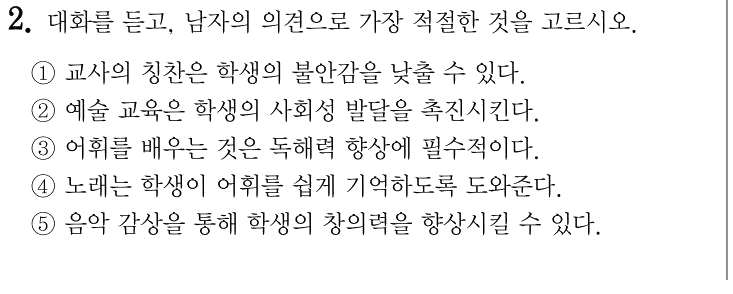 2. 대화를 듣고, 남자의 의견으로 가장 적절한 것을 고르시오.
① 교사의 칭찬은 학생의 불안감을 낮출 수 있다.
② 예술 교육은 학생의 사회성 발달을 촉진시킨다.
③ 어휘를 배우는 것은 독해력 향상에 필수적이다.
④ 노래는 학생이 어휘를 쉽게 기억하도록 도와준다.
⑤ 음악 감상을 통해 학생의 창의력을 향상시킬 수 있다.